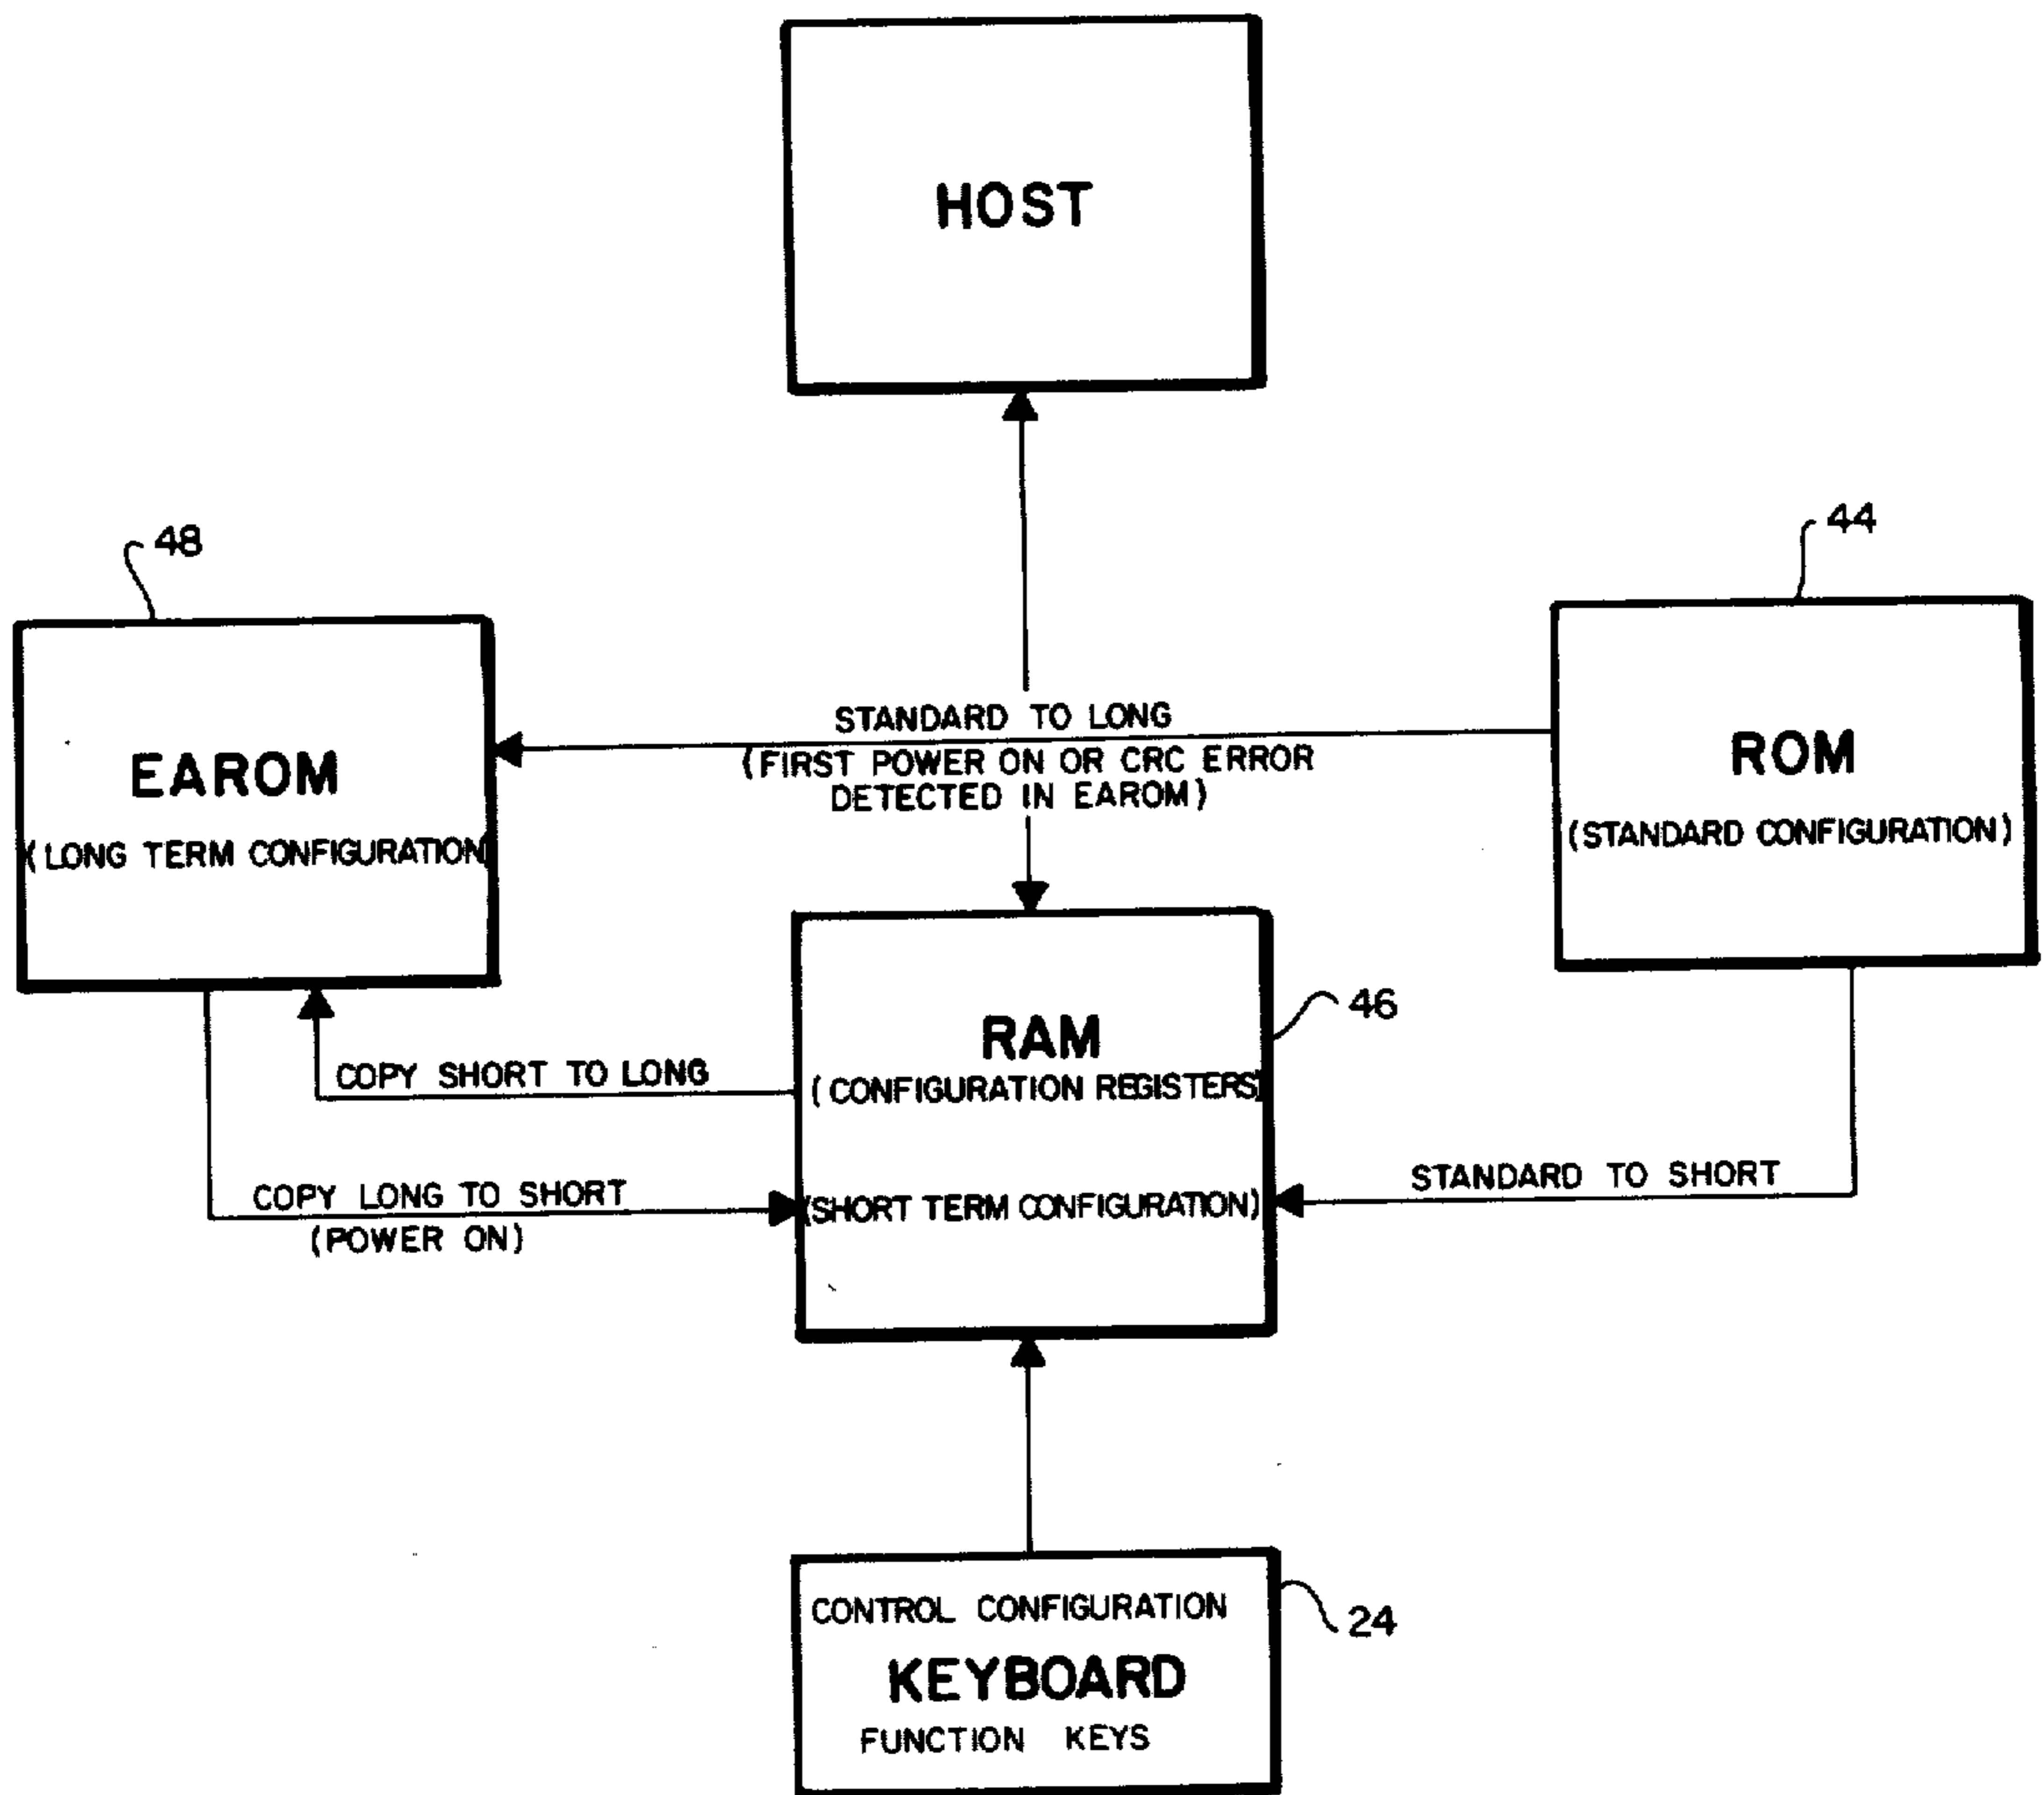 HOST
48
44
STANDARD TO LONG
(FIRST POWER ON OR CRC ERROR
DETECTED IN EAROM)
EAROM
(LONG TERM CONFIGURATION)
ROM
(STANDARD CONFIGURATION)
46
RAM
(CONFIGURATION REGISTERS)
(SHORT TERM CONFIGURATION)
COPY SHORT TO LONG
COPY LONG TO SHORT
(POWER ON)
STANDARD TO SHORT
24
CONTROL CONFIGURATION
KEYBOARD
FUNCTION KEYS